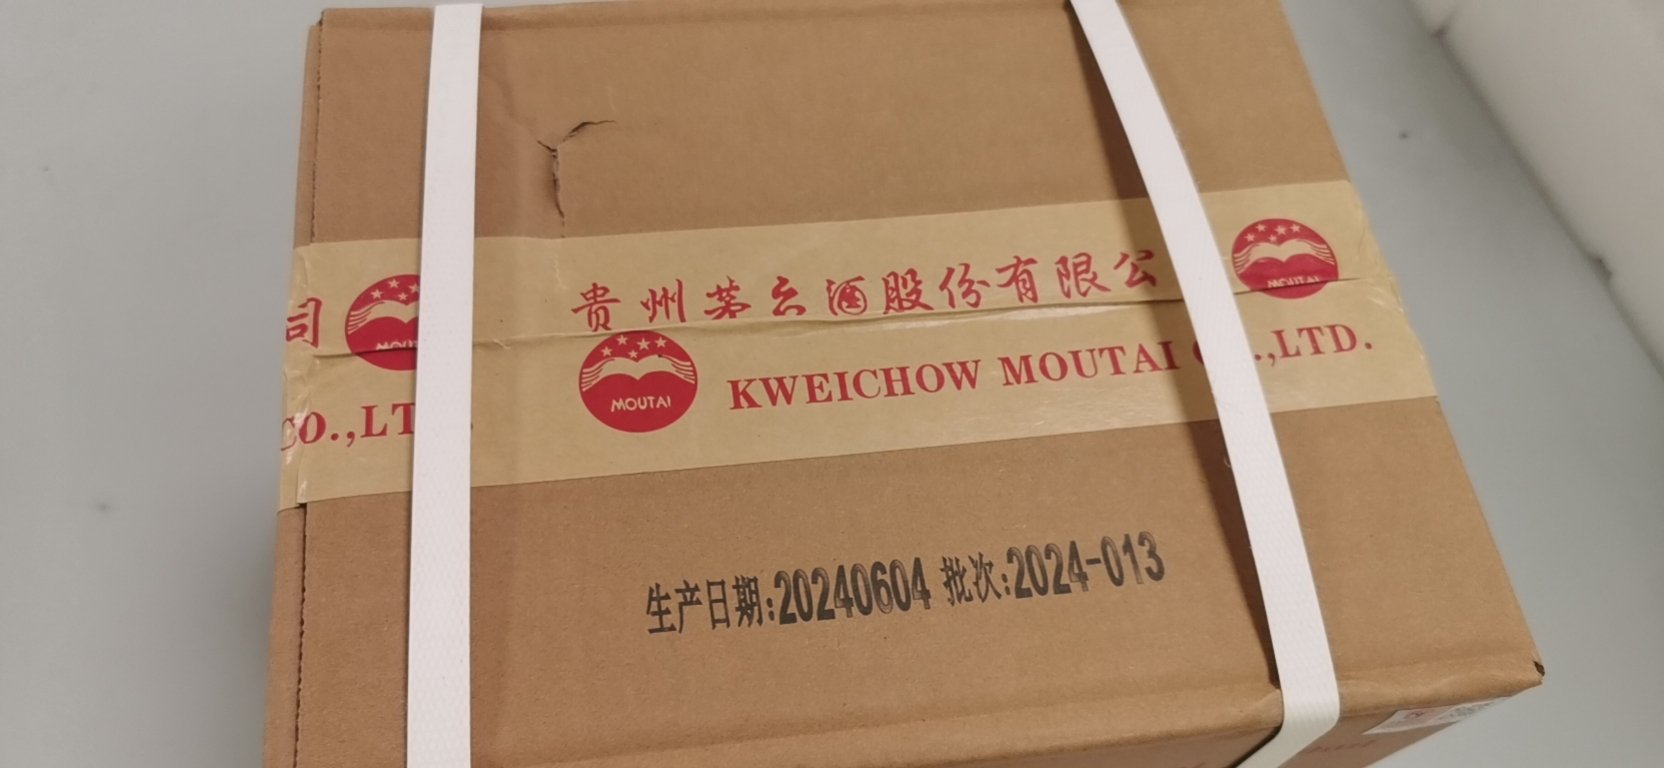 贵州茅台酒股份有限公
司
MOUTAI
MOUTAI
KWEICHOW MOUTAI
,LTD.
CO.,LT
MOUTAI
生产日期:20240604 批次:2024-013